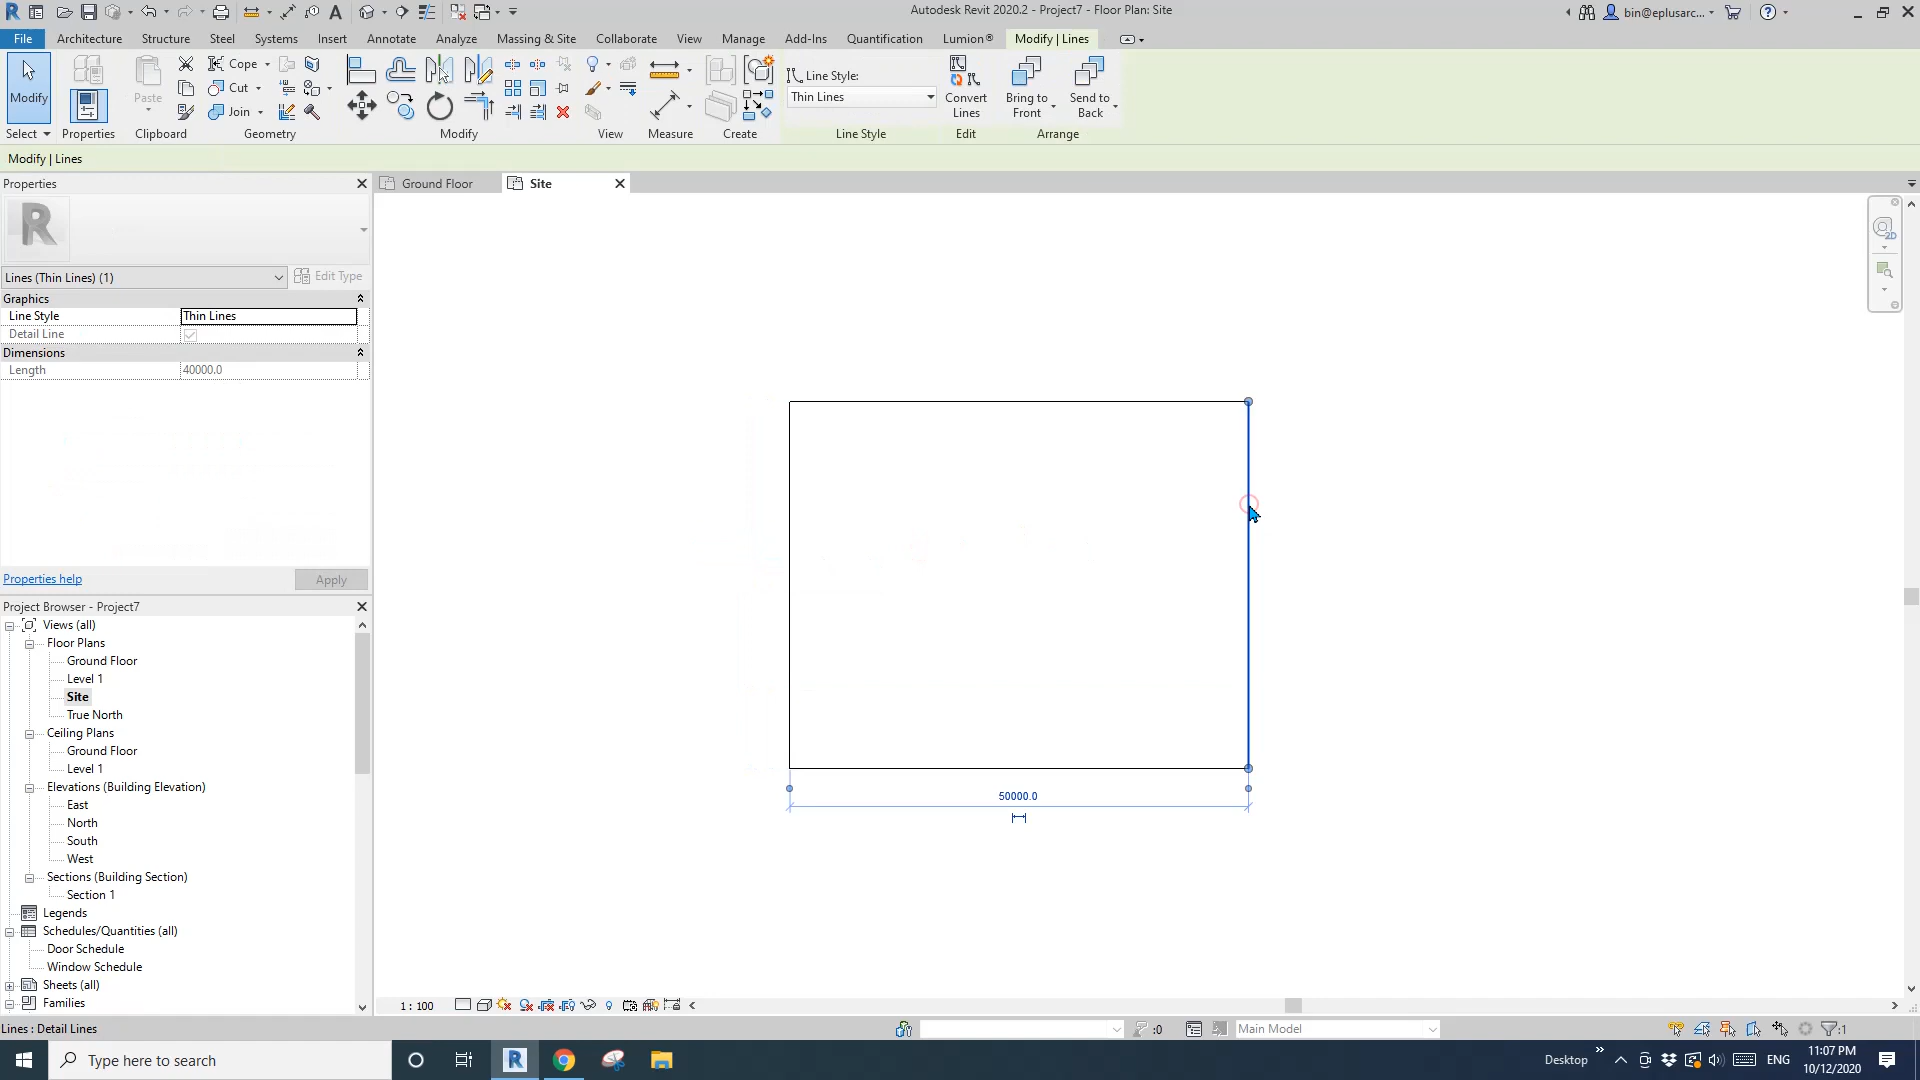 Autodesk Revit 2020.2 - Project7 - Floor Plan: Site
bin@eplusarc...
File Architecture Structure Steel Systems Insert Annotate Analyze Massing & Site Collaborate View Manage Add-Ins Quantification Lumion® Modify | Lines
Modify
Paste
Cope
Cut
Join
Line Style:
Thin Lines
Convert
Lines
Bring to
Front
Send to
Back
Select Properties Clipboard Geometry Modify View Measure Create Line Style Edit Arrange
Modify | Lines
Properties
Ground Floor
Site
R
Lines (Thin Lines) (1)
Edit Type
Graphics
Line Style Thin Lines
Detail Line
Dimensions
Length 40000.0
Properties help
Apply
50000.0
Project Browser - Project7
Views (all)
Floor Plans
Ground Floor
Level 1
Site
True North
Ceiling Plans
Ground Floor
Level 1
Elevations (Building Elevation)
East
North
South
West
Sections (Building Section)
Section 1
Legends
Schedules/Quantities (all)
Door Schedule
Window Schedule
Sheets (all)
Families
1 : 100
Lines : Detail Lines
:0
Main Model
:1
Type here to search
Desktop
ENG
11:07 PM
10/12/2020